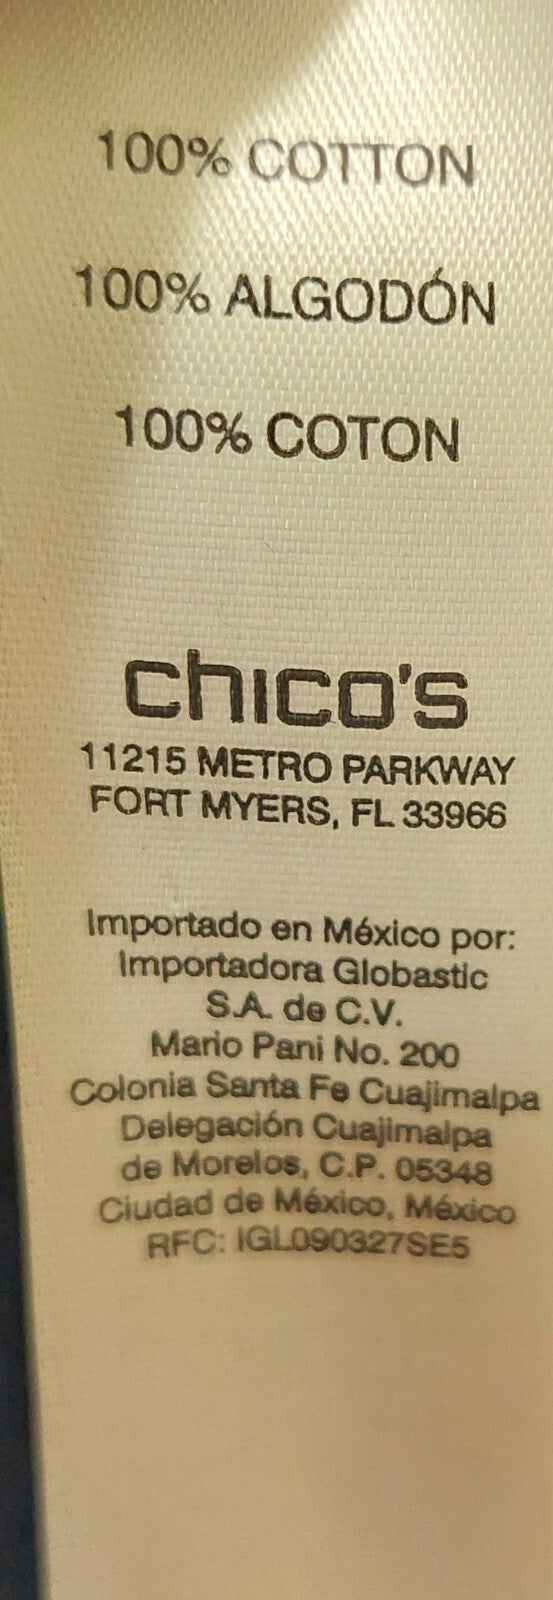 100% COTTON
100% ALGODÓN
100% COTON
chico's
11215 METRO PARKWAY
FORT MYERS, FL 33966
Importado en México por:
Importadora Globastic
S.A. de C.V.
Mario Pani No. 200
Colonia Santa Fe Cuajimalpa
Delegación Cuajimalpa
de Morelos, C.P. 05348
Ciudad de México, México
RFC: IGL090327SE5